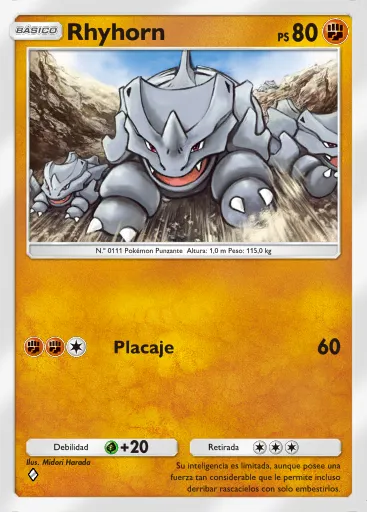 BÁSICO Rhyhorn PS 80
N.º 0111 Pokémon Punzante Altura: 1,0 m Peso: 115,0 kg
Placaje 60
Debilidad +20 Retirada
Ilus. Midori Harada
Su inteligencia es limitada, aunque posee una
fuerza tan considerable que le permite incluso
derribar rascacielos con solo embestirlos.